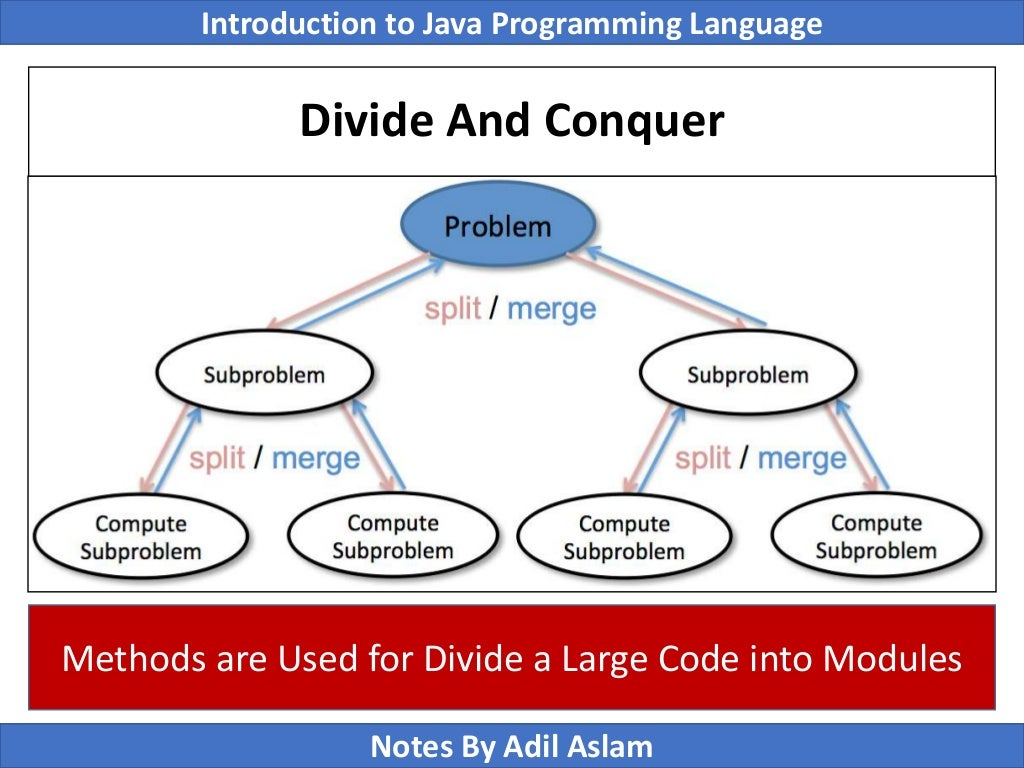 Introduction to Java Programming Language
Divide And Conquer
Problem
split / merge
Subproblem
Subproblem
split / merge
split / merge
Compute
Subproblem
Compute
Subproblem
Compute
Subproblem
Compute
Subproblem
Methods are Used for Divide a Large Code into Modules
Notes By Adil Aslam